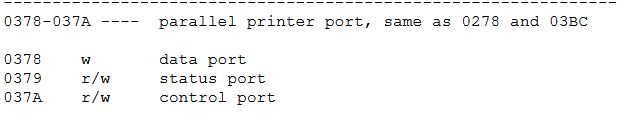 ---------------------------------------------------------------
0378-037A ---- parallel printer port, same as 0278 and 03BC
0378 w data port
0379 r/w status port
037A r/w control port